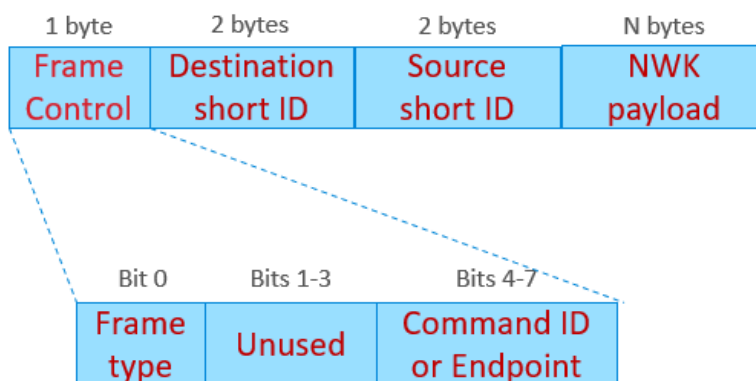 1 byte 2 bytes 2 bytes N bytes
Frame Destination Source NWK
Control short ID short ID payload
Bit 0 Bits 1-3 Bits 4-7
Frame Unused Command ID
type or Endpoint